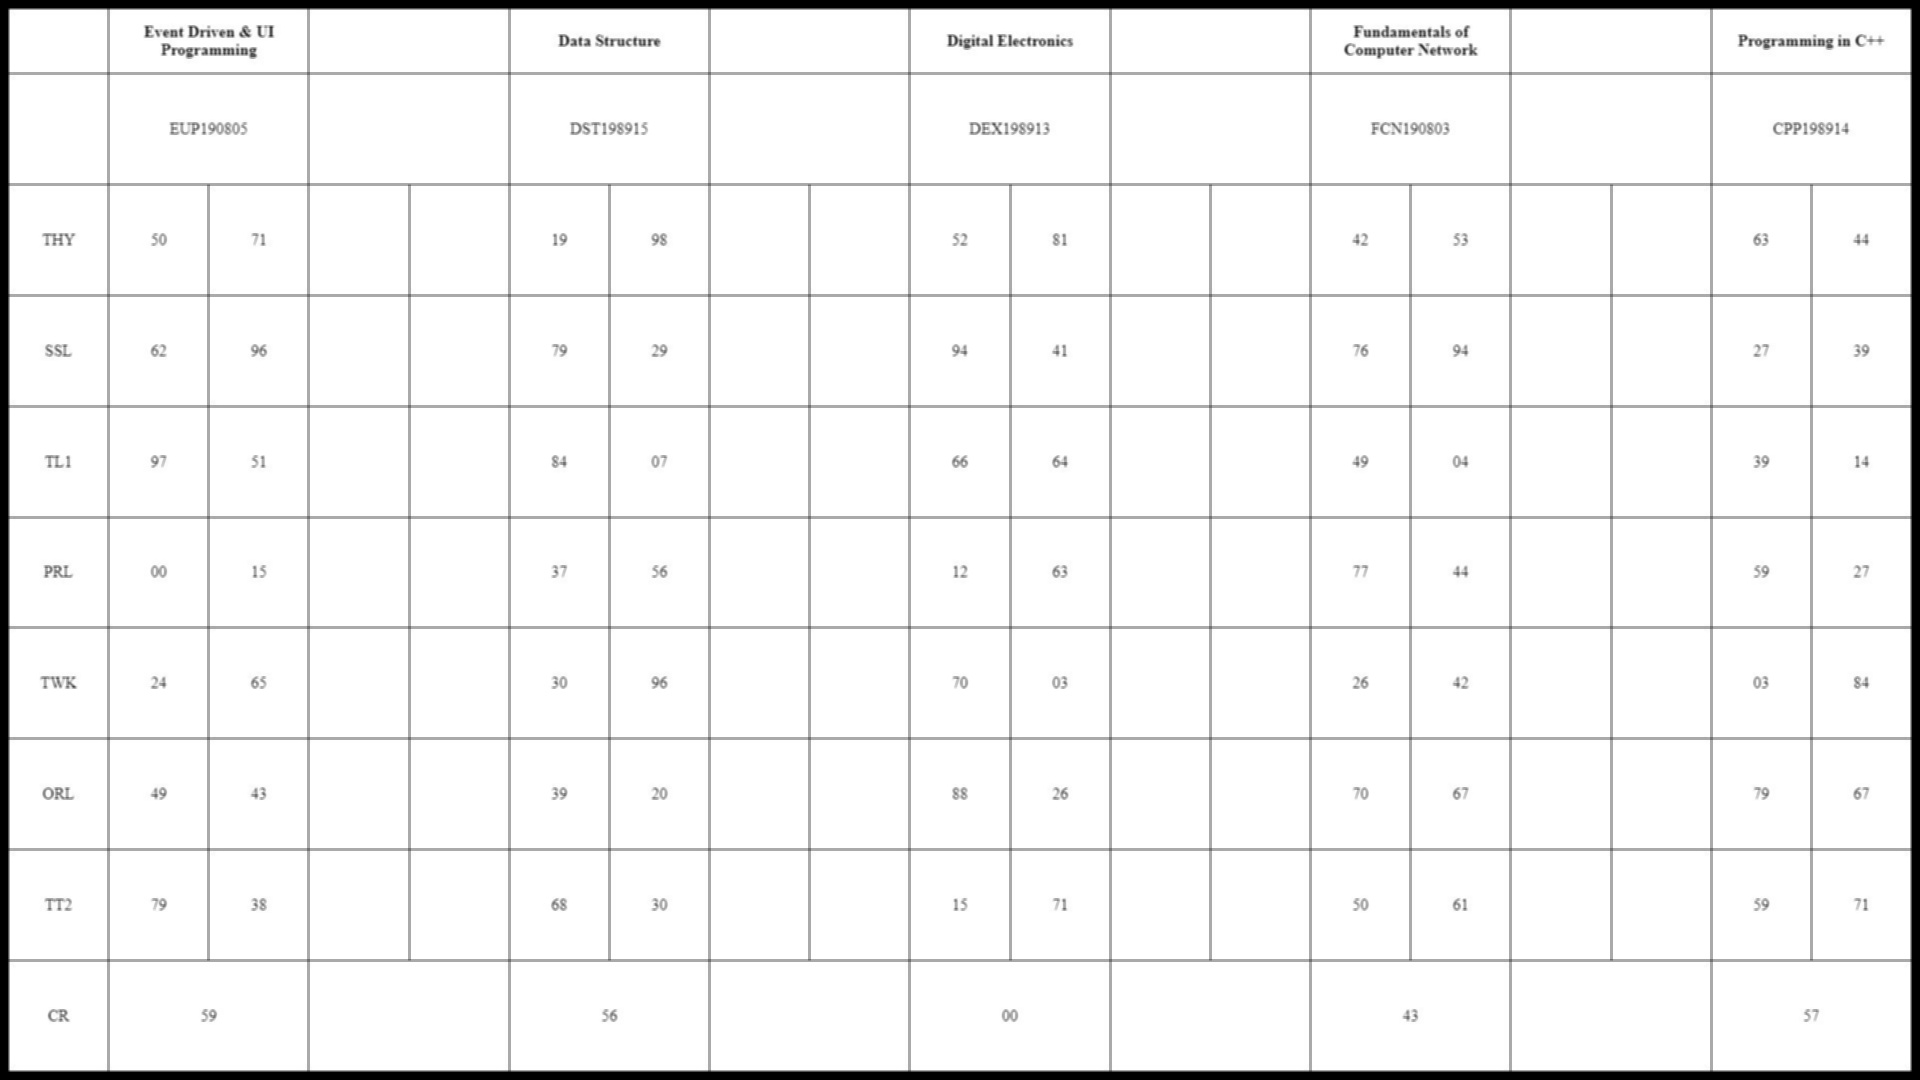 Event Driven & UI
Programming
Data Structure
Digital Electronics
Fundamentals of
Computer Network
Programming in C++
EUP190805 DST198915 DEX198913 FCN190803 CPP198914
THY 50 71 19 98 52 81 42 53 63 44
SSL 62 96 79 29 94 41 76 94 27 39
TL1 97 51 84 07 66 64 49 04 39 14
PRL 00 15 37 56 12 63 77 44 59 27
TWK 24 65 30 96 70 03 26 42 03 84
ORL 49 43 39 20 88 26 70 67 79 67
TT2 79 38 68 30 15 71 50 61 59 71
CR 59 56 00 43 57